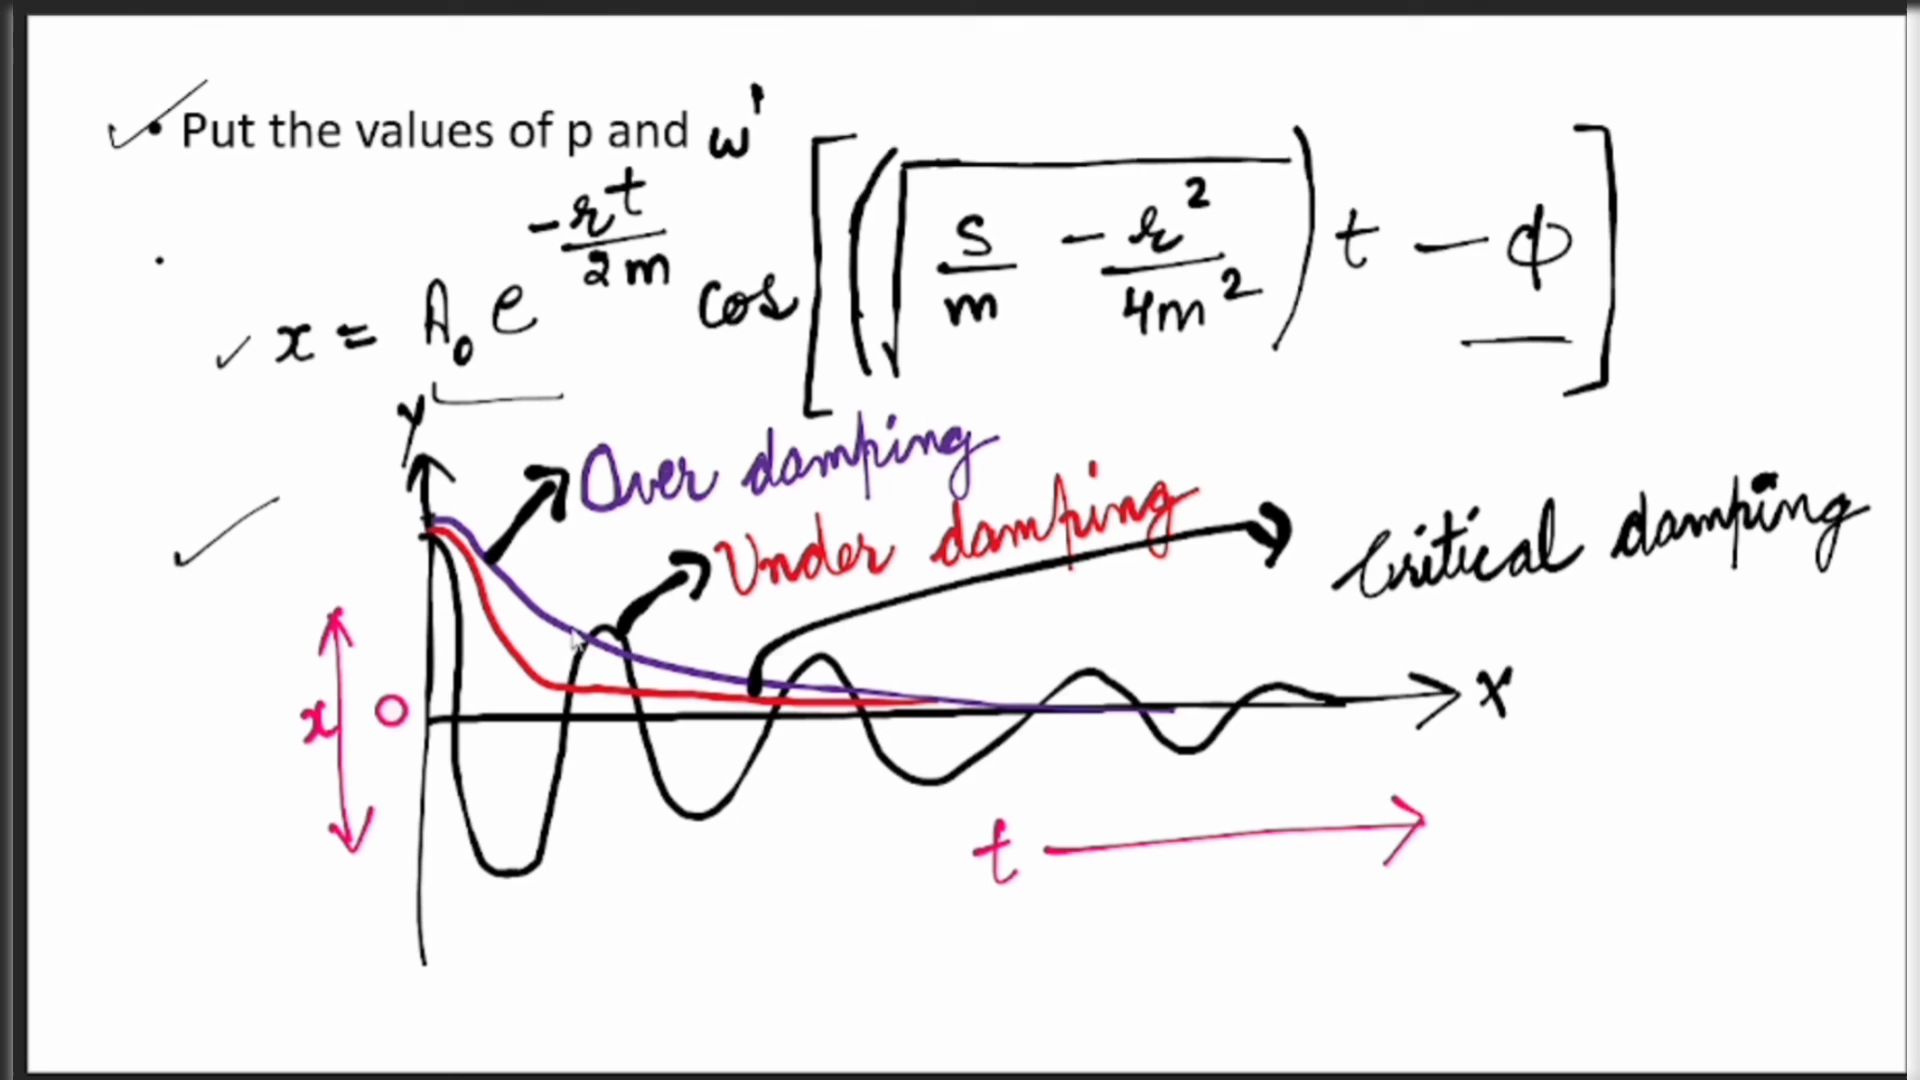 • Put the values of p and ω'
x = A₀ e^(-rt/2m) cos [ (√(s/m - r²/4m²)) t - φ ]
Y
Over damping
Under damping
Critical damping
x
O
X
t